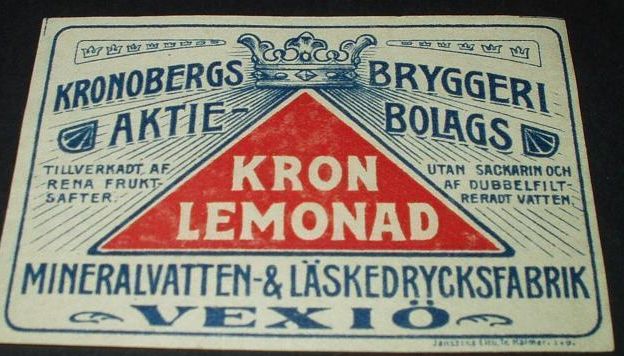 KRONOBERGS BRYGGERI
AKTIE- BOLAGS
TILLVERKADT AF
RENA FRUKT-
SAFTER.
KRON
LEMONAD
UTAN SACKARIN OCH
AF DUBBELFILT-
RERADT VATTEN.
MINERALVATTEN-& LÄSKEDRYCKSFABRIK
VEXIÖ
Kalmar.